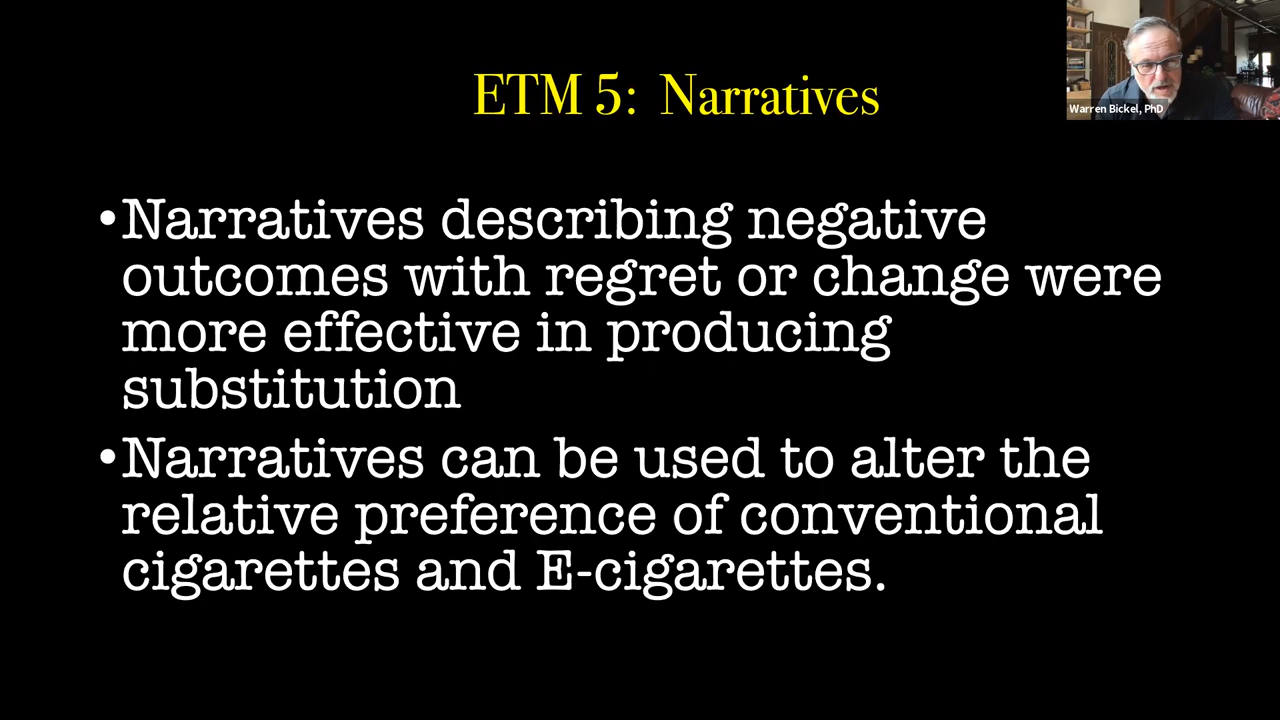 ETM 5: Narratives
Warren Bickel, PhD
•Narratives describing negative
outcomes with regret or change were
more effective in producing
substitution
•Narratives can be used to alter the
relative preference of conventional
cigarettes and E-cigarettes.